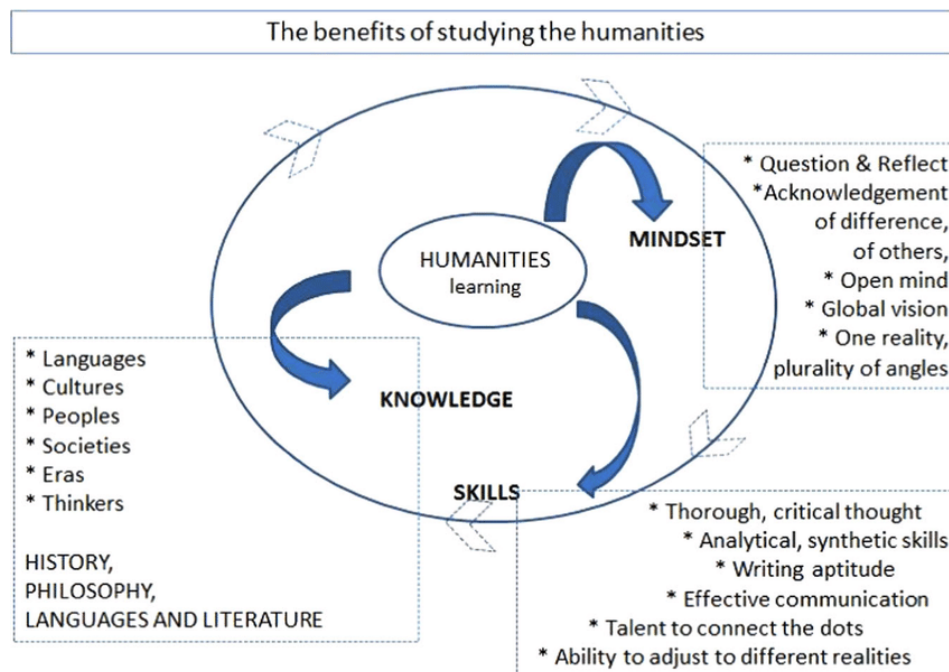 The benefits of studying the humanities
HUMANITIES
learning
MINDSET
* Question & Reflect
*Acknowledgement
of difference,
of others,
* Open mind
* Global vision
* One reality,
plurality of angles
KNOWLEDGE
* Languages
* Cultures
* Peoples
* Societies
* Eras
* Thinkers
HISTORY,
PHILOSOPHY,
LANGUAGES AND LITERATURE
SKILLS
* Thorough, critical thought
* Analytical, synthetic skills
* Writing aptitude
* Effective communication
* Talent to connect the dots
* Ability to adjust to different realities